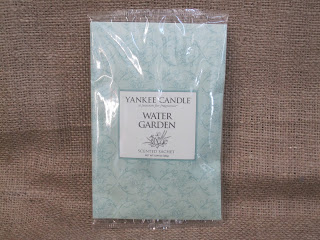 YANKEE CANDLE
WATER
GARDEN
SCENTED SACHET